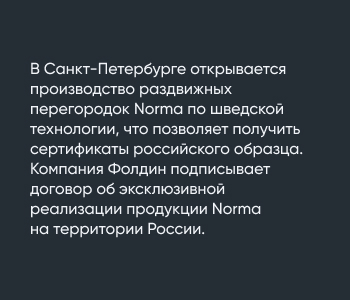 В Санкт-Петербурге открывается
производство раздвижных
перегородок Norma по шведской
технологии, что позволяет получить
сертификаты российского образца.
Компания Фолдин подписывает
договор об эксклюзивной
реализации продукции Norma
на территории России.